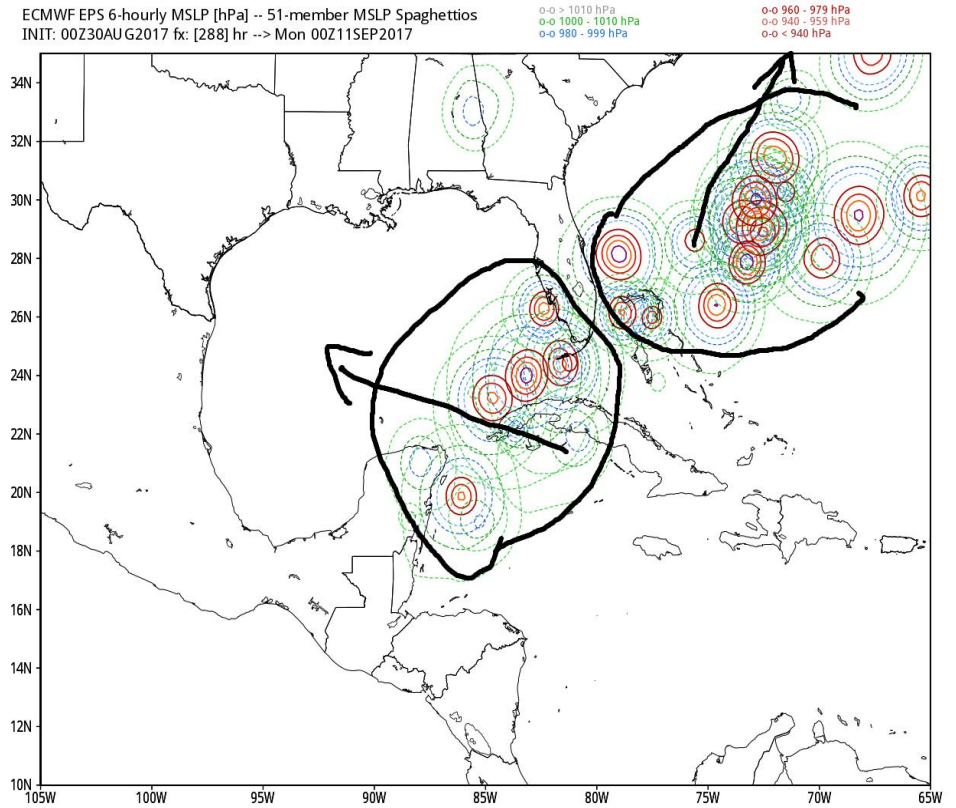 ECMWF EPS 6-hourly MSLP [hPa] -- 51-member MSLP Spaghettios
INIT: 00Z30AUG2017 fx: [288] hr --> Mon 00Z11SEP2017
o-o > 1010 hPa
o-o 1000 - 1010 hPa
o-o 980 - 999 hPa
o-o 960 - 979 hPa
o-o 940 - 959 hPa
o-o < 940 hPa
34N
32N
30N
28N
26N
24N
22N
20N
18N
16N
14N
12N
10N
105W 100W 95W 90W 85W 80W 75W 70W 65W